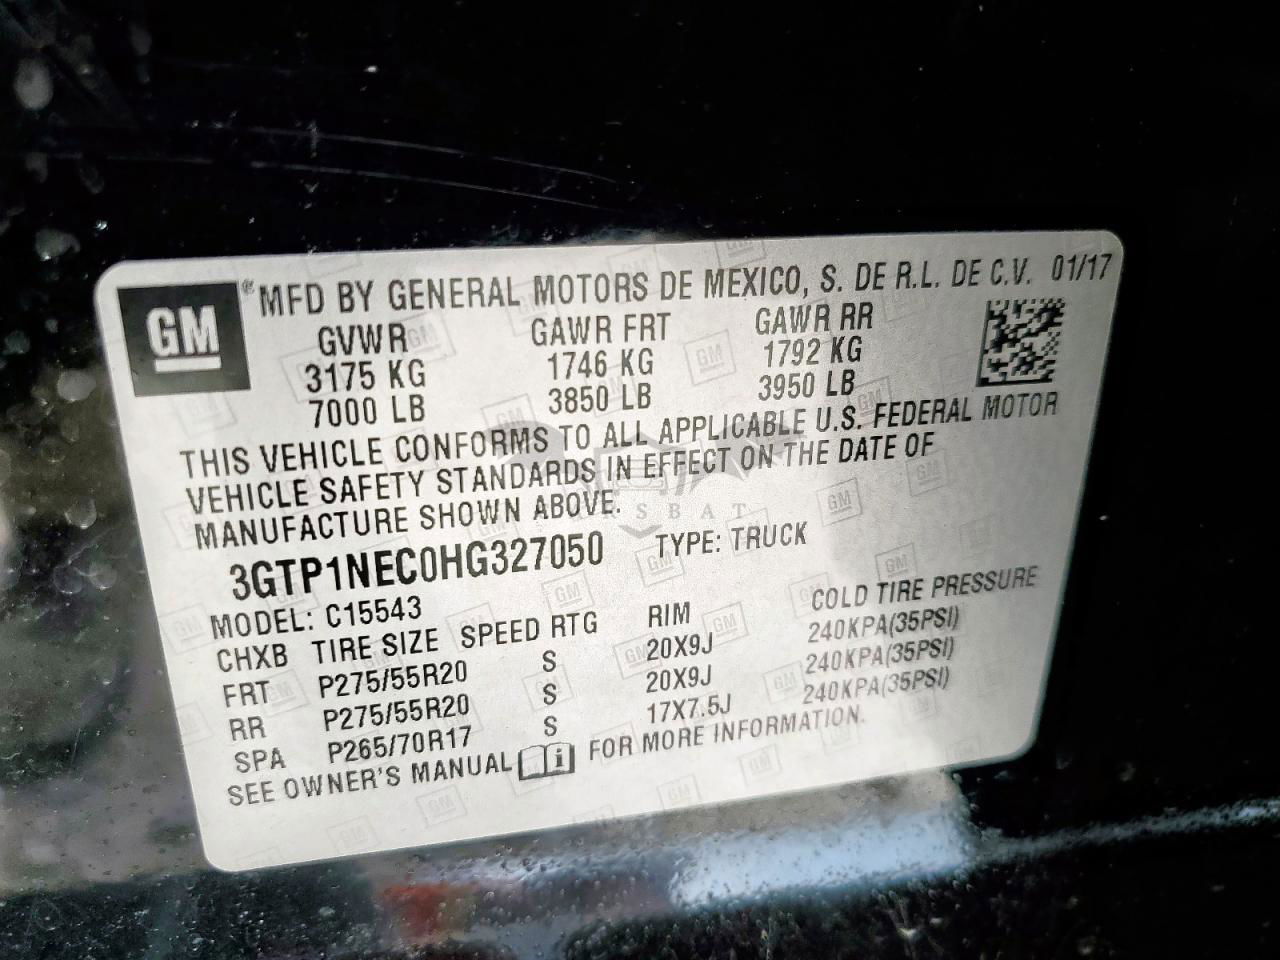 GM ® MFD BY GENERAL MOTORS DE MEXICO, S. DE R.L. DE C.V. 01/17
GVWR GAWR FRT GAWR RR
3175 KG 1746 KG 1792 KG
7000 LB 3850 LB 3950 LB
THIS VEHICLE CONFORMS TO ALL APPLICABLE U.S. FEDERAL MOTOR
VEHICLE SAFETY STANDARDS IN EFFECT ON THE DATE OF
MANUFACTURE SHOWN ABOVE.
3GTP1NEC0HG327050 TYPE: TRUCK
MODEL: C15543
CHXB TIRE SIZE SPEED RTG RIM COLD TIRE PRESSURE
FRT P275/55R20 S 20X9J 240KPA(35PSI)
RR P275/55R20 S 20X9J 240KPA(35PSI)
SPA P265/70R17 S 17X7.5J 240KPA(35PSI)
SEE OWNER'S MANUAL i FOR MORE INFORMATION.